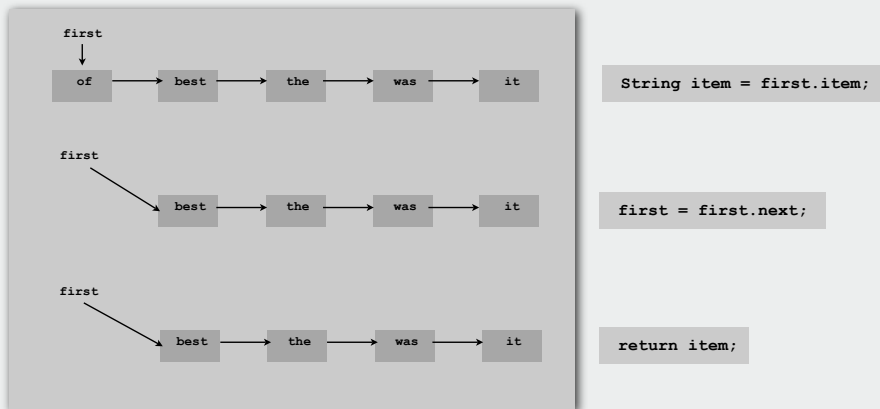 first
of best the was it
String item = first.item;
first
best the was it
first = first.next;
first
best the was it
return item;